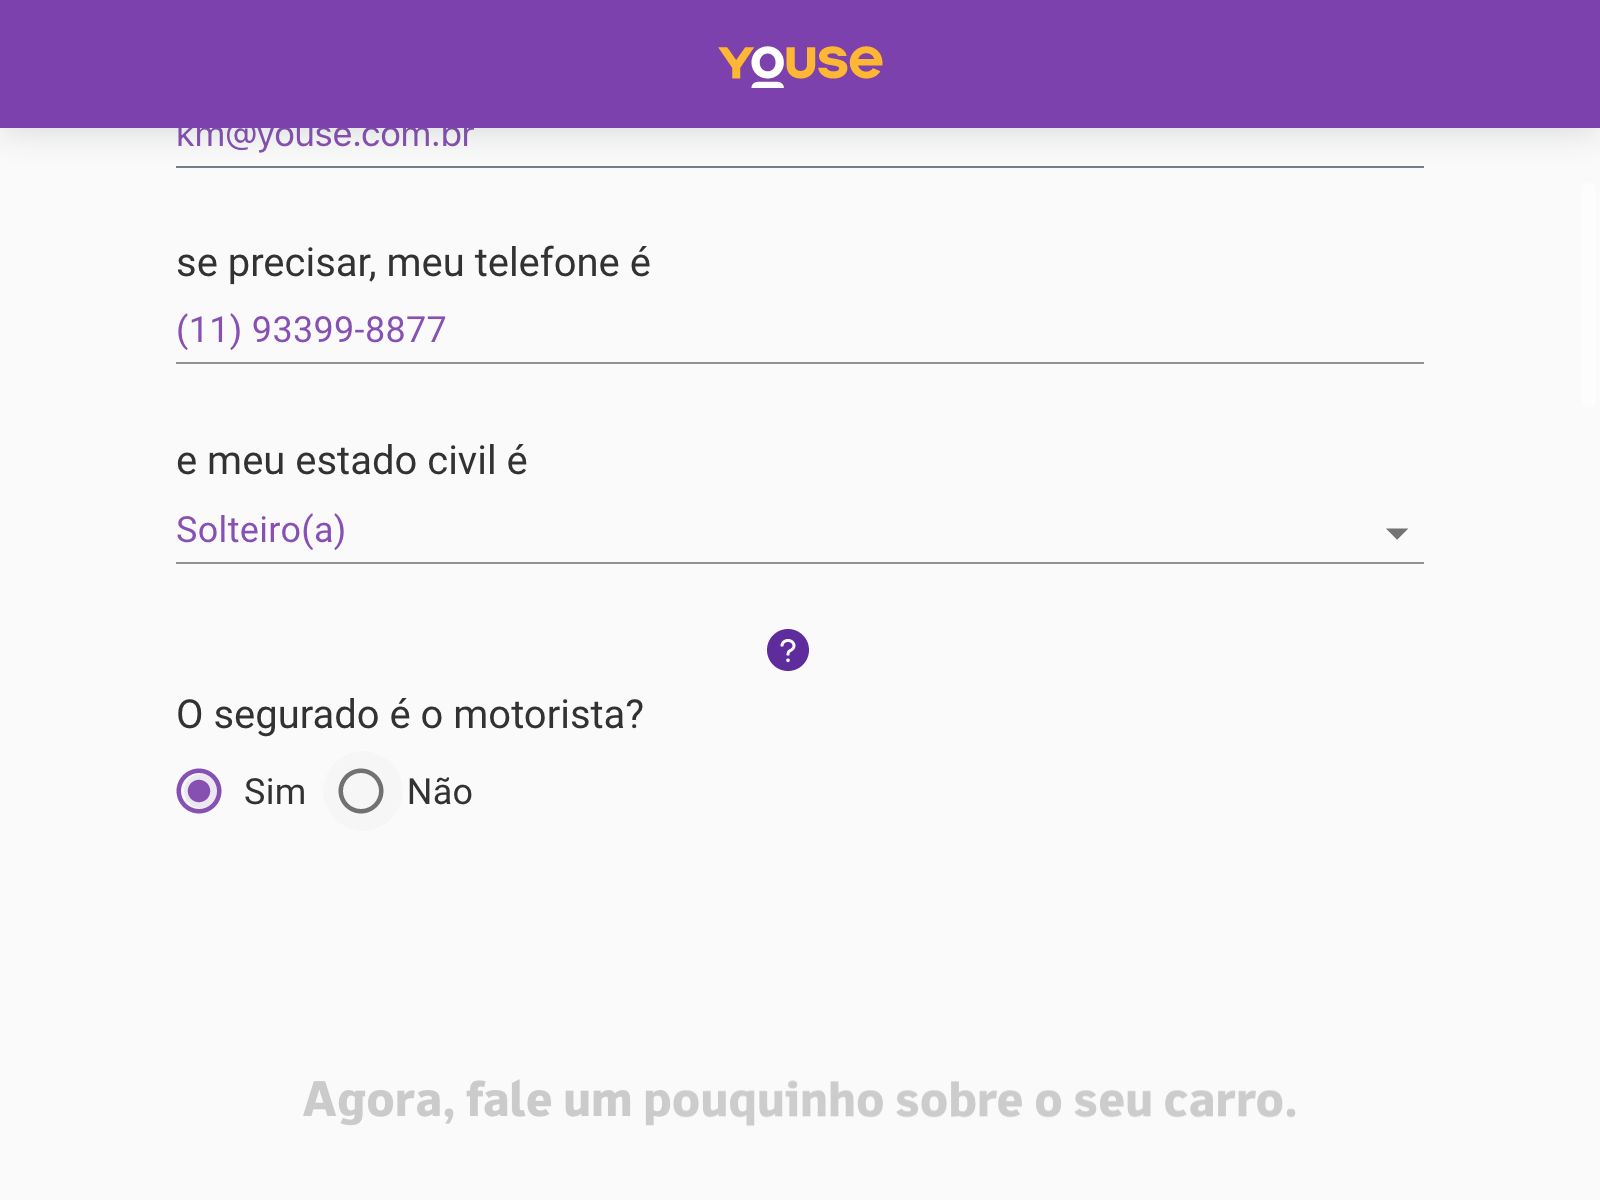 Youse
km@youse.com.br
se precisar, meu telefone é
(11) 93399-8877
e meu estado civil é
Solteiro(a)
?
O segurado é o motorista?
Sim Não
Agora, fale um pouquinho sobre o seu carro.